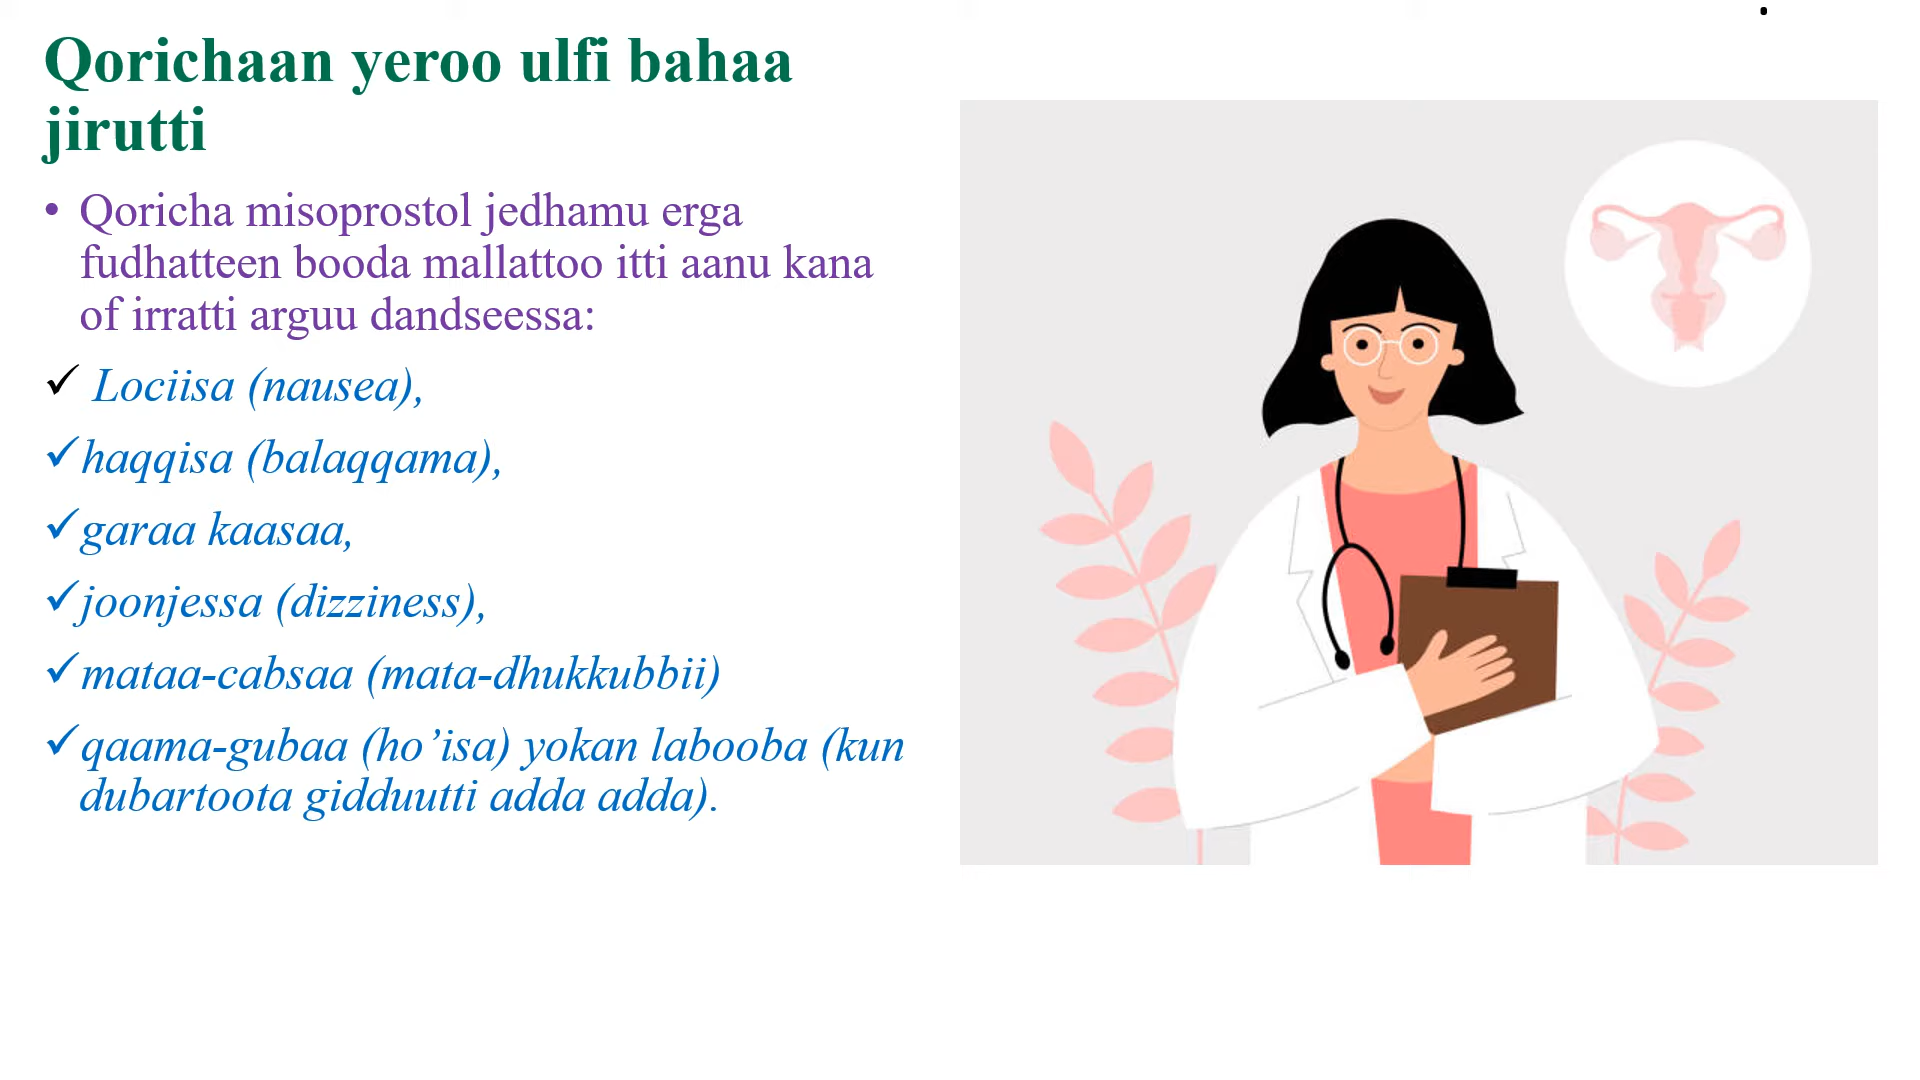 Qorichaan yeroo ulfi bahaa
jirutti
• Qoricha misoprostol jedhamu erga
fudhatteen booda mallattoo itti aanu kana
of irratti arguu dandseessa:
✓ Lociisa (nausea),
✓haqqisa (balaqqama),
✓garaa kaasaa,
✓joonjessa (dizziness),
✓mataa-cabsaa (mata-dhukkubbii)
✓qaama-gubaa (ho’isa) yokan labooba (kun
dubartoota gidduutti adda adda).